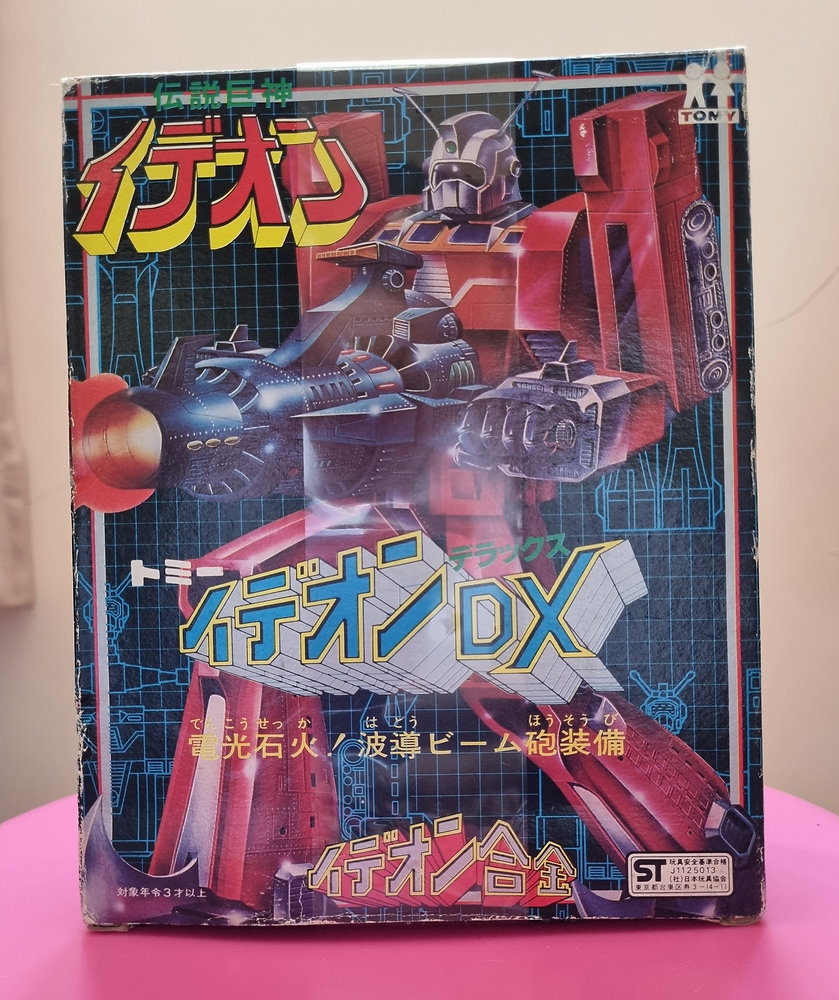 伝説巨神
イデオン
TOMY
トミー
デラックス
イデオンDX
でんこうせっか はどう ほうそうび
電光石火!波導ビーム砲装備
イデオン合金
対象年令3才以上
ST
玩具安全基準合格
J1125013
(社)日本玩具協会
東京都台東区寿3-(4-1)